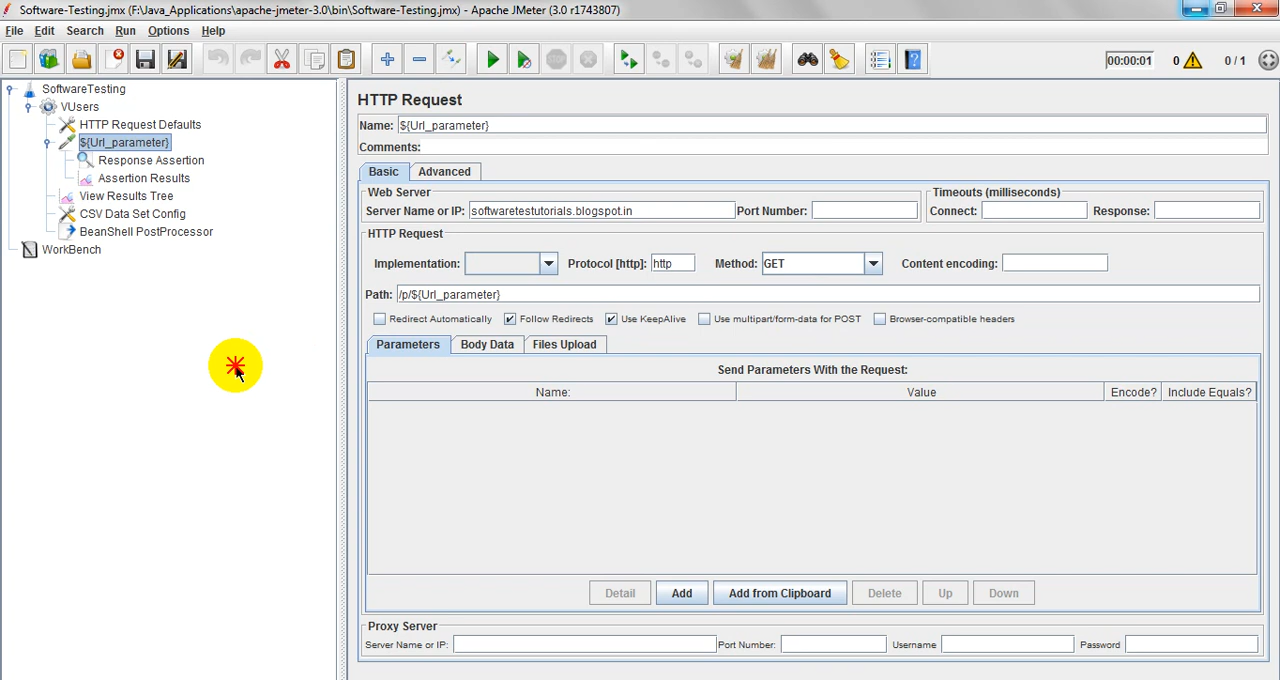 Software-Testing.jmx (F:\Java_Applications\apache-jmeter-3.0\bin\Software-Testing.jmx) - Apache JMeter (3.0 r1743807)
File Edit Search Run Options Help
00:00:01 0 0 / 1
SoftwareTesting
VUsers
HTTP Request Defaults
${Url_parameter}
Response Assertion
Assertion Results
View Results Tree
CSV Data Set Config
BeanShell PostProcessor
WorkBench
HTTP Request
Name: ${Url_parameter}
Comments:
Basic Advanced
Web Server
Server Name or IP: softwaretestutorials.blogspot.in Port Number:
Timeouts (milliseconds)
Connect: Response:
HTTP Request
Implementation: Protocol [http]: http Method: GET Content encoding:
Path: /p/${Url_parameter}
Redirect Automatically Follow Redirects Use KeepAlive Use multipart/form-data for POST Browser-compatible headers
Parameters Body Data Files Upload
Send Parameters With the Request:
Name: Value Encode? Include Equals?
Detail Add Add from Clipboard Delete Up Down
Proxy Server
Server Name or IP: Port Number: Username Password